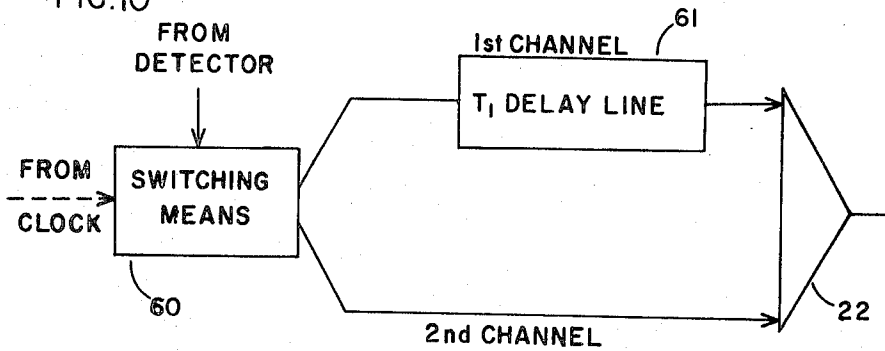 FIG.10
FROM
DETECTOR
1st CHANNEL
61
T1 DELAY LINE
FROM
CLOCK
SWITCHING
MEANS
60
22
2nd CHANNEL